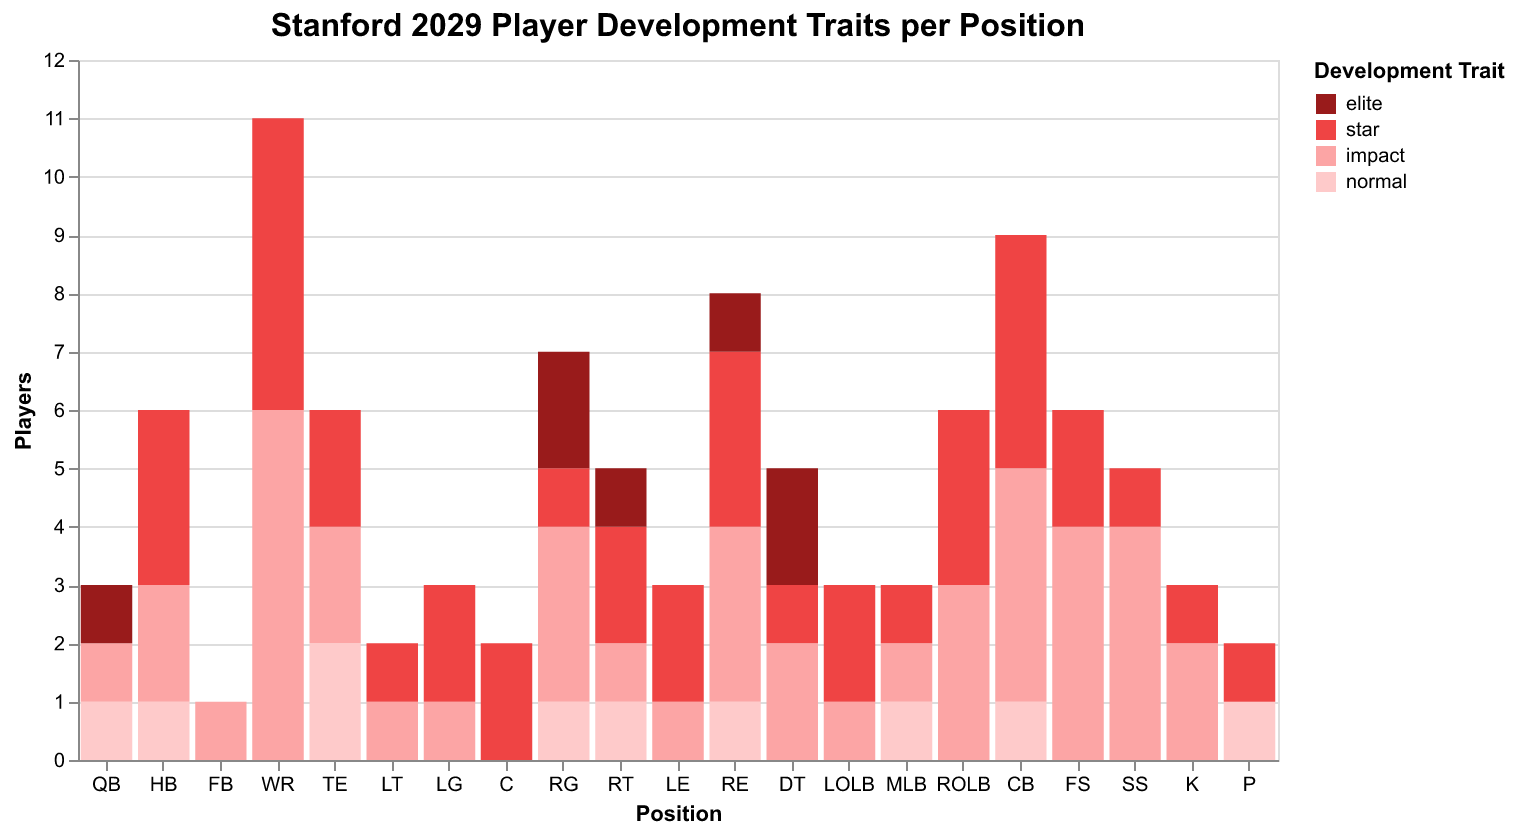 Stanford 2029 Player Development Traits per Position
Development Trait
elite
star
impact
normal
Players
12
11
10
9
8
7
6
5
4
3
2
1
0
QB HB FB WR TE LT LG C RG RT LE RE DT LOLB MLB ROLB CB FS SS K P
Position